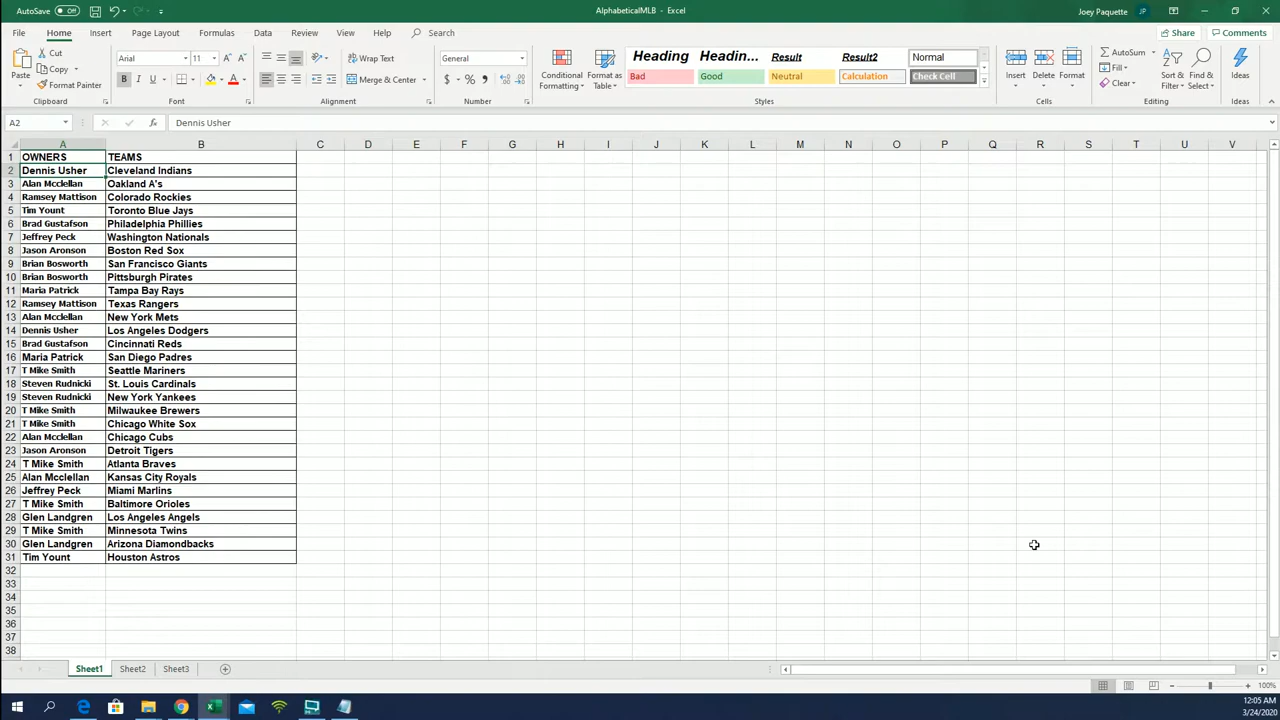 AutoSave Off AlphabeticalMLB - Excel Joey Paquette JP
File Home Insert Page Layout Formulas Data Review View Help Search Share Comments
Paste Cut Copy Format Painter Clipboard
Arial 11 A A B I U A Font
Wrap Text Merge & Center Alignment
General $ % , Number
Conditional Formatting Format as Table
Heading Headin... Result Result2 Normal
Bad Good Neutral Calculation Check Cell
Styles
Insert Delete Format Cells
AutoSum Fill Clear Sort & Filter Find & Select Editing
Ideas Ideas
A2 fx Dennis Usher
A B C D E F G H I J K L M N O P Q R S T U V
1 OWNERS TEAMS
2 Dennis Usher Cleveland Indians
3 Alan Mcclellan Oakland A's
4 Ramsey Mattison Colorado Rockies
5 Tim Yount Toronto Blue Jays
6 Brad Gustafson Philadelphia Phillies
7 Jeffrey Peck Washington Nationals
8 Jason Aronson Boston Red Sox
9 Brian Bosworth San Francisco Giants
10 Brian Bosworth Pittsburgh Pirates
11 Maria Patrick Tampa Bay Rays
12 Ramsey Mattison Texas Rangers
13 Alan Mcclellan New York Mets
14 Dennis Usher Los Angeles Dodgers
15 Brad Gustafson Cincinnati Reds
16 Maria Patrick San Diego Padres
17 T Mike Smith Seattle Mariners
18 Steven Rudnicki St. Louis Cardinals
19 Steven Rudnicki New York Yankees
20 T Mike Smith Milwaukee Brewers
21 T Mike Smith Chicago White Sox
22 Alan Mcclellan Chicago Cubs
23 Jason Aronson Detroit Tigers
24 T Mike Smith Atlanta Braves
25 Alan Mcclellan Kansas City Royals
26 Jeffrey Peck Miami Marlins
27 T Mike Smith Baltimore Orioles
28 Glen Landgren Los Angeles Angels
29 T Mike Smith Minnesota Twins
30 Glen Landgren Arizona Diamondbacks
31 Tim Yount Houston Astros
32
33
34
35
36
37
38
Sheet1 Sheet2 Sheet3
100%
12:05 AM
3/24/2020